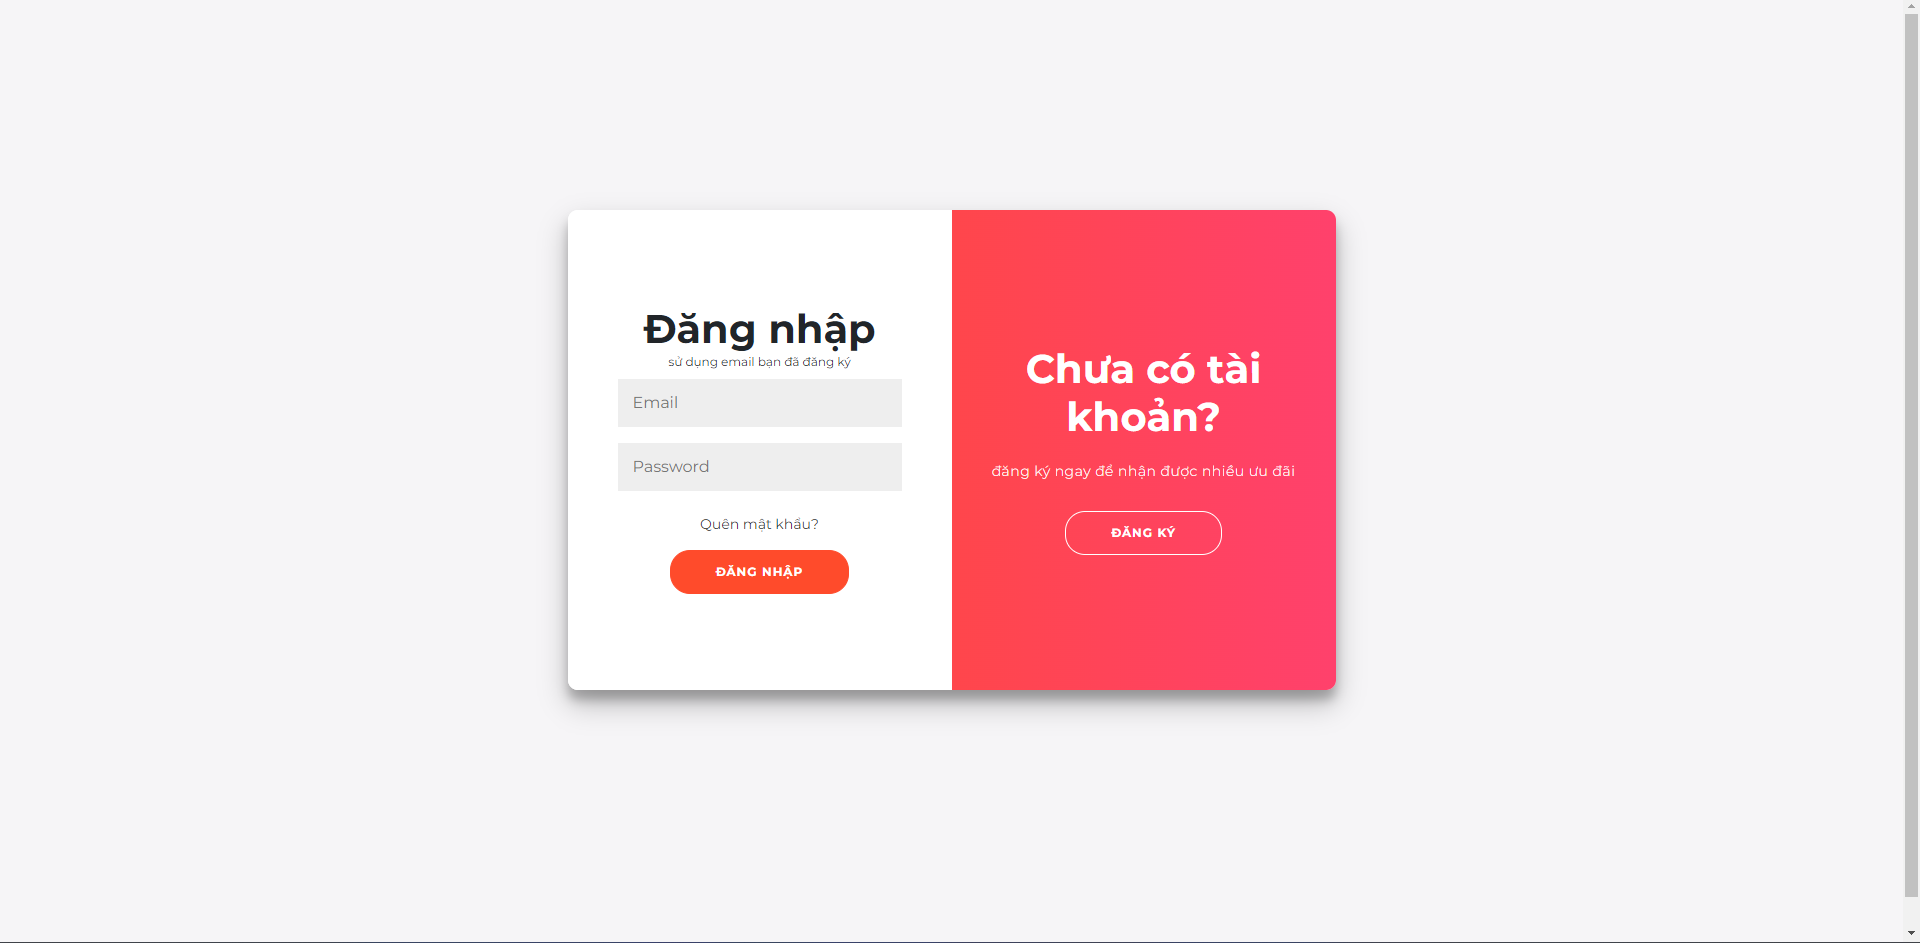 Đăng nhập
sử dụng email bạn đã đăng ký
Email
Password
Quên mật khẩu?
ĐĂNG NHẬP
Chưa có tài
khoản?
đăng ký ngay để nhận được nhiều ưu đãi
ĐĂNG KÝ